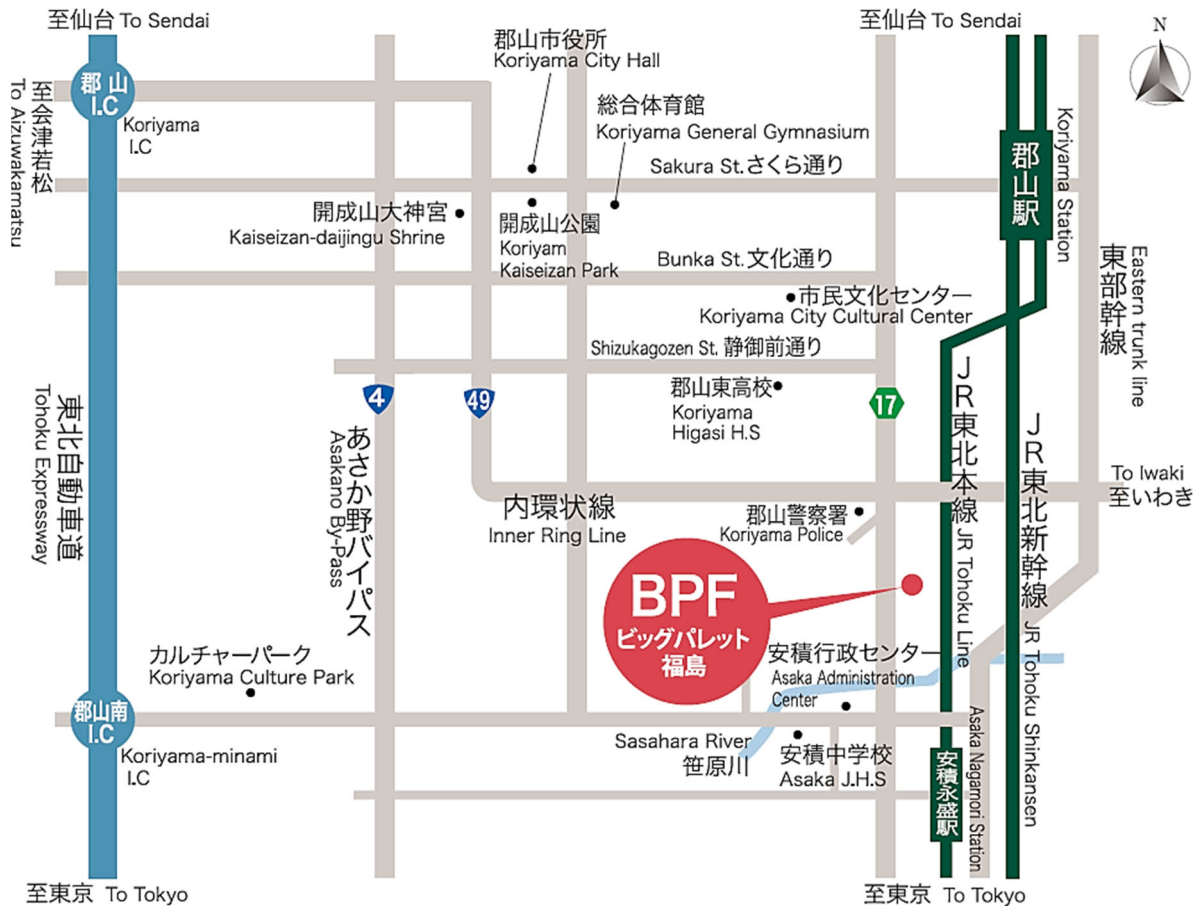 至仙台 To Sendai
至仙台 To Sendai
N
郡山市役所
Koriyama City Hall
郡山
I.C
Koriyama
I.C
至会津若松
To Aizuwakamatsu
総合体育館
Koriyama General Gymnasium
郡山駅
Koriyama Station
Sakura St.さくら通り
開成山大神宮
Kaiseizan-daijingu Shrine
開成山公園
Koriyam
Kaiseizan Park
Bunka St.文化通り
東部幹線
Eastern trunk line
市民文化センター
Koriyama City Cultural Center
Shizukagozen St. 静御前通り
4
49
17
郡山東高校
Koriyama
Higasi H.S
東北自動車道
Tohoku Expressway
あさか野バイパス
Asakano By-Pass
JR東北本線 JR Tohoku Line
JR東北新幹線 JR Tohoku Shinkansen
To Iwaki
至いわき
内環状線
Inner Ring Line
郡山警察署
Koriyama Police
BPF
ビッグパレット
福島
カルチャーパーク
Koriyama Culture Park
安積行政センター
Asaka Administration
Center
郡山南
I.C
Koriyama-minami
I.C
Sasahara River
笹原川
安積中学校
Asaka J.H.S
安積永盛駅
Asaka Nagamori Station
至東京 To Tokyo
至東京 To Tokyo